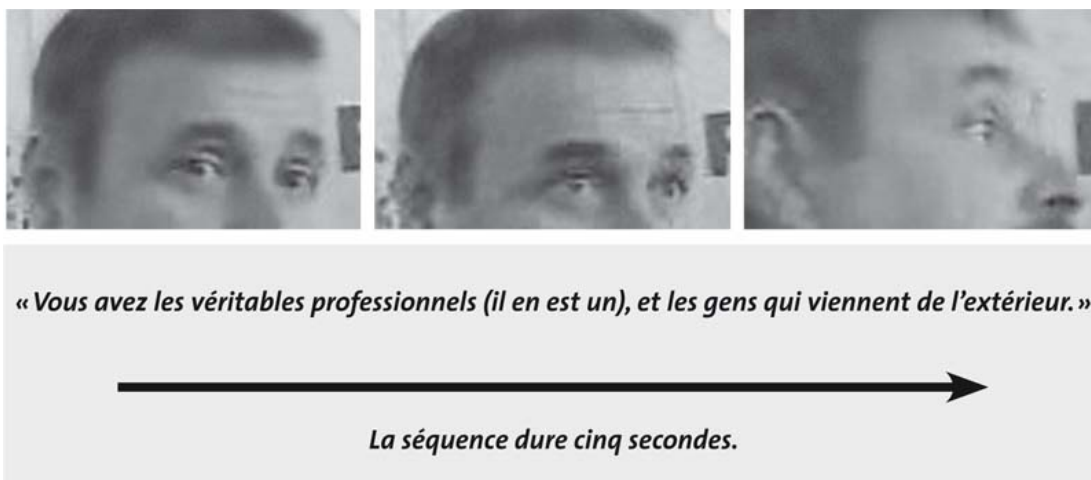 « Vous avez les véritables professionnels (il en est un), et les gens qui viennent de l’extérieur. »
La séquence dure cinq secondes.